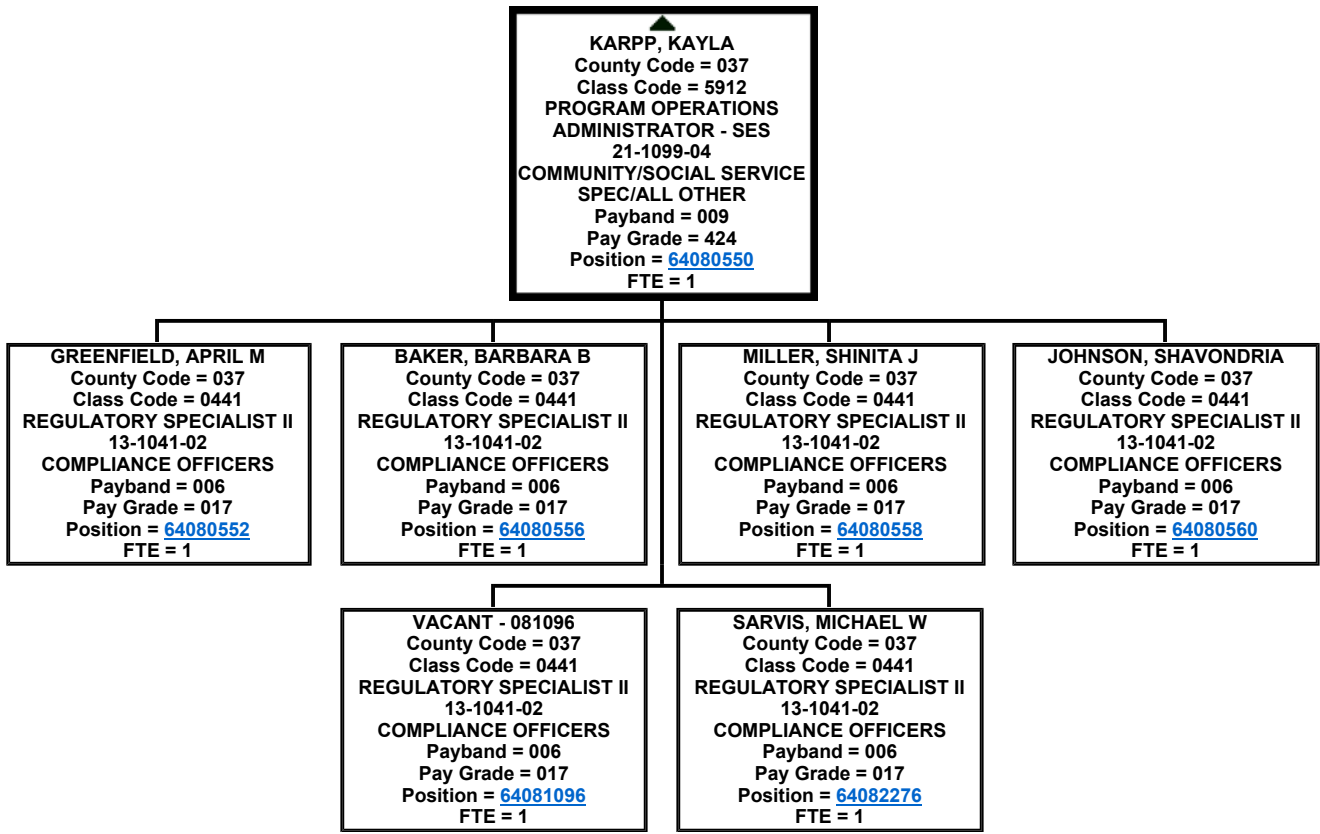 KARPP, KAYLA
County Code = 037
Class Code = 5912
PROGRAM OPERATIONS
ADMINISTRATOR - SES
21-1099-04
COMMUNITY/SOCIAL SERVICE
SPEC/ALL OTHER
Payband = 009
Pay Grade = 424
Position = 64080550
FTE = 1
GREENFIELD, APRIL M
County Code = 037
Class Code = 0441
REGULATORY SPECIALIST II
13-1041-02
COMPLIANCE OFFICERS
Payband = 006
Pay Grade = 017
Position = 64080552
FTE = 1
BAKER, BARBARA B
County Code = 037
Class Code = 0441
REGULATORY SPECIALIST II
13-1041-02
COMPLIANCE OFFICERS
Payband = 006
Pay Grade = 017
Position = 64080556
FTE = 1
MILLER, SHINITA J
County Code = 037
Class Code = 0441
REGULATORY SPECIALIST II
13-1041-02
COMPLIANCE OFFICERS
Payband = 006
Pay Grade = 017
Position = 64080558
FTE = 1
JOHNSON, SHAVONDRIA
County Code = 037
Class Code = 0441
REGULATORY SPECIALIST II
13-1041-02
COMPLIANCE OFFICERS
Payband = 006
Pay Grade = 017
Position = 64080560
FTE = 1
VACANT - 081096
County Code = 037
Class Code = 0441
REGULATORY SPECIALIST II
13-1041-02
COMPLIANCE OFFICERS
Payband = 006
Pay Grade = 017
Position = 64081096
FTE = 1
SARVIS, MICHAEL W
County Code = 037
Class Code = 0441
REGULATORY SPECIALIST II
13-1041-02
COMPLIANCE OFFICERS
Payband = 006
Pay Grade = 017
Position = 64082276
FTE = 1